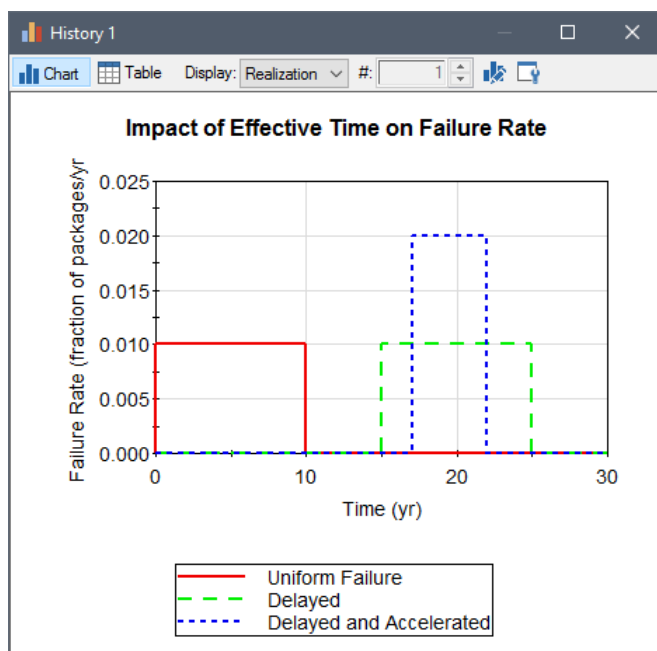 History 1
Chart Table Display: Realization #: 1
Impact of Effective Time on Failure Rate
Failure Rate (fraction of packages/yr
0.025
0.020
0.015
0.010
0.005
0.000
0 10 20 30
Time (yr)
Uniform Failure
Delayed
Delayed and Accelerated